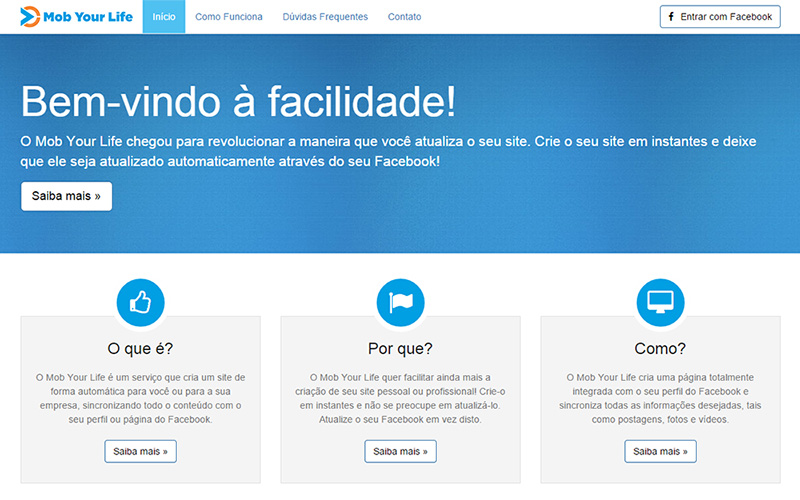 Mob Your Life
Início
Como Funciona
Dúvidas Frequentes
Contato
Entrar com Facebook
Bem-vindo à facilidade!
O Mob Your Life chegou para revolucionar a maneira que você atualiza o seu site. Crie o seu site em instantes e deixe
que ele seja atualizado automaticamente através do seu Facebook!
Saiba mais »
O que é?
O Mob Your Life é um serviço que cria um site de
forma automática para você ou para a sua
empresa, sincronizando todo o conteúdo com o
seu perfil ou página do Facebook.
Saiba mais »
Por que?
O Mob Your Life quer facilitar ainda mais a
criação de seu site pessoal ou profissional! Crie-o
em instantes e não se preocupe em atualizá-lo.
Atualize o seu Facebook em vez disto.
Saiba mais »
Como?
O Mob Your Life cria uma página totalmente
integrada com o seu perfil do Facebook e
sincroniza todas as informações desejadas, tais
como postagens, fotos e vídeos.
Saiba mais »